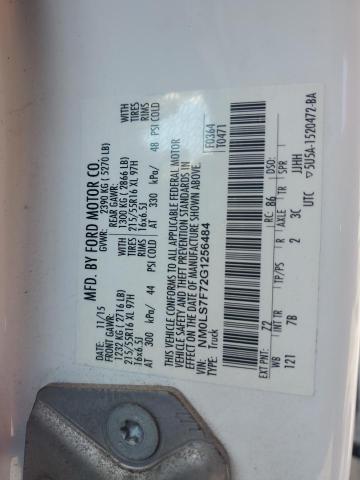 MFD. BY FORD MOTOR CO.
DATE: 11/15 GVWR: 2390 KG ( 5270 LB)
FRONT GAWR: REAR GAWR: WITH
1232 KG ( 2716 LB) 1300 KG ( 2866 LB) TIRES
215/55R16 XL 97H 215/55R16 XL 97H RIMS
16x6.5J 16x6.5J
AT 300 kPa/ 44 PSI COLD AT 330 kPa/ 48 PSI COLD
WITH
TIRES
RIMS
THIS VEHICLE CONFORMS TO ALL APPLICABLE FEDERAL MOTOR
VEHICLE SAFETY AND THEFT PREVENTION STANDARDS
IN EFFECT ON THE DATE OF MANUFACTURE SHOWN ABOVE.
VIN: NM0LS7F72G1256484
TYPE: Truck
F0364
T0471
EXT PNT: Z2 RC: 86 DSO:
WB INT TR TP/PS R AXLE TR SPR
121 7B 2 3C JJHH
UTC ▽5U5A-1520472-BA